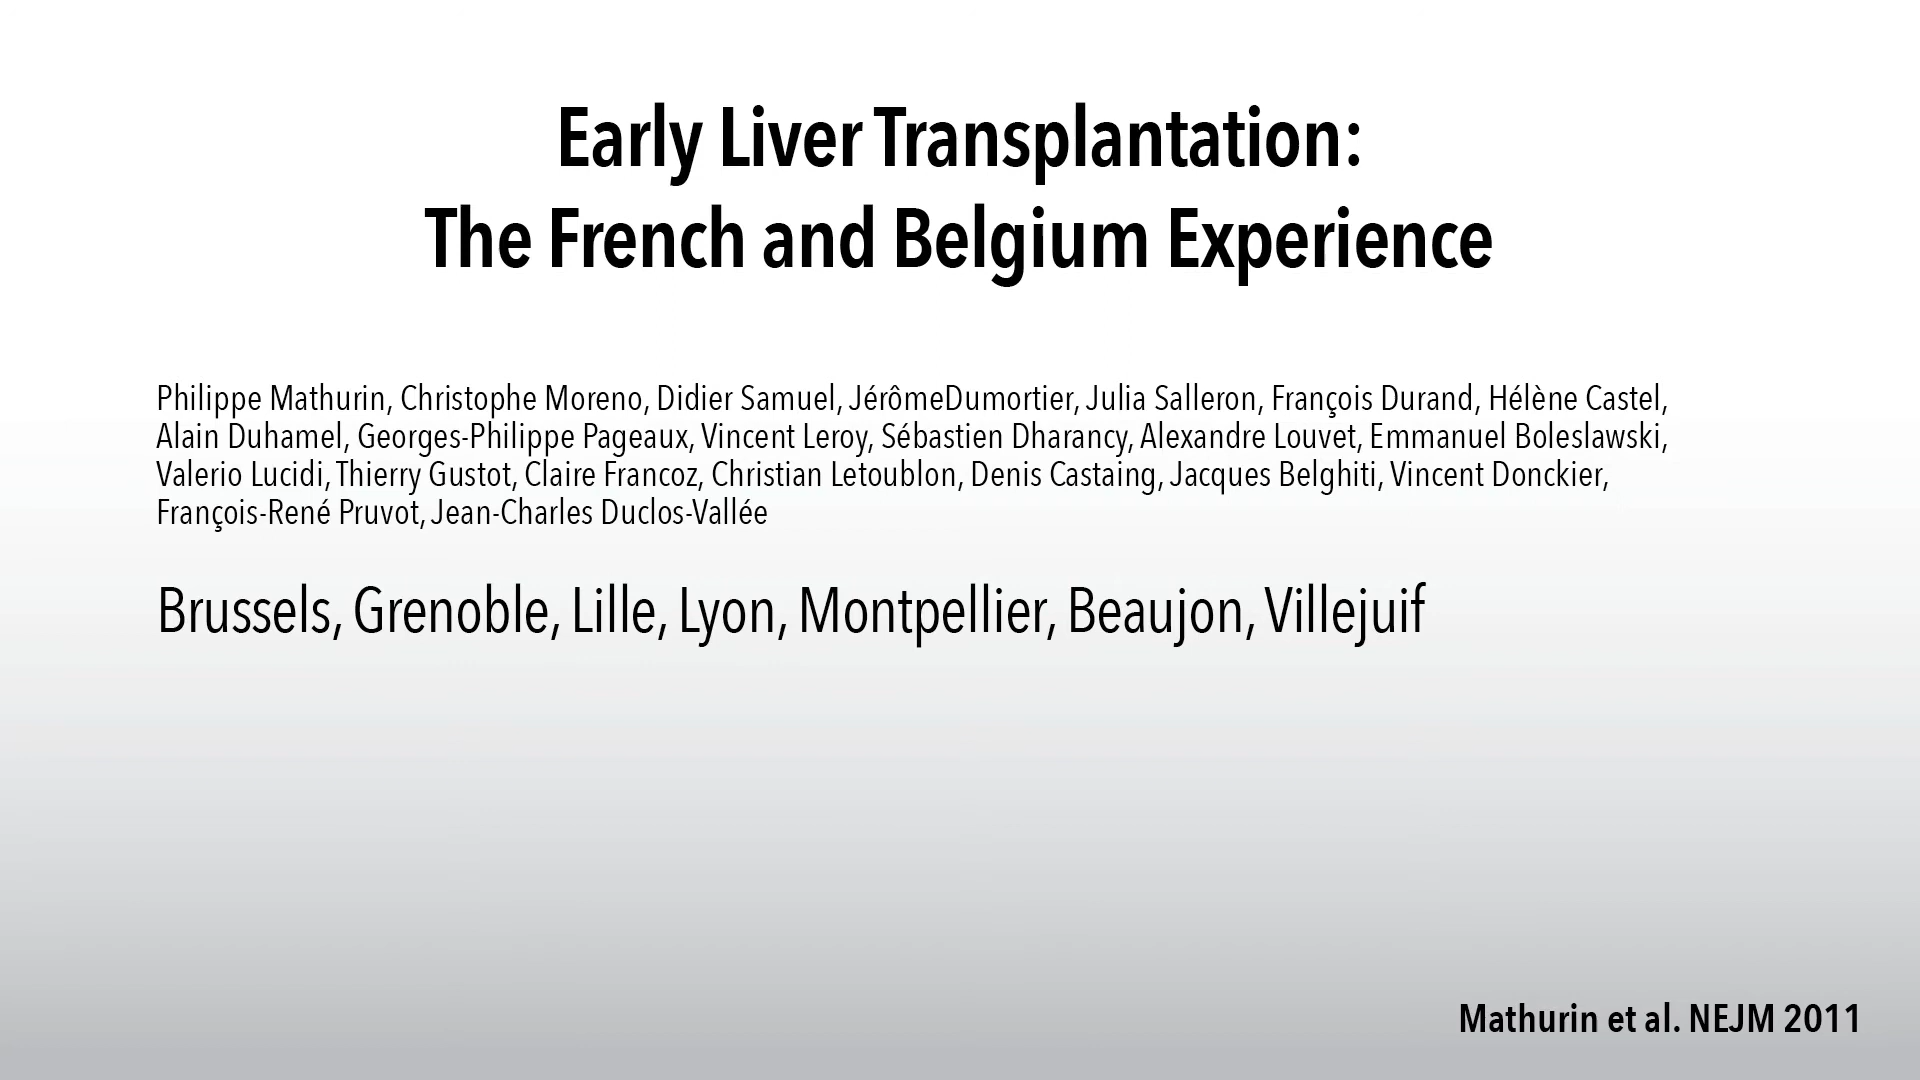 Early Liver Transplantation:
The French and Belgium Experience
Philippe Mathurin, Christophe Moreno, Didier Samuel, JérômeDumortier, Julia Salleron, François Durand, Hélène Castel,
Alain Duhamel, Georges-Philippe Pageaux, Vincent Leroy, Sébastien Dharancy, Alexandre Louvet, Emmanuel Boleslawski,
Valerio Lucidi, Thierry Gustot, Claire Francoz, Christian Letoublon, Denis Castaing, Jacques Belghiti, Vincent Donckier,
François-René Pruvot, Jean-Charles Duclos-Vallée
Brussels, Grenoble, Lille, Lyon, Montpellier, Beaujon, Villejuif
Mathurin et al. NEJM 2011